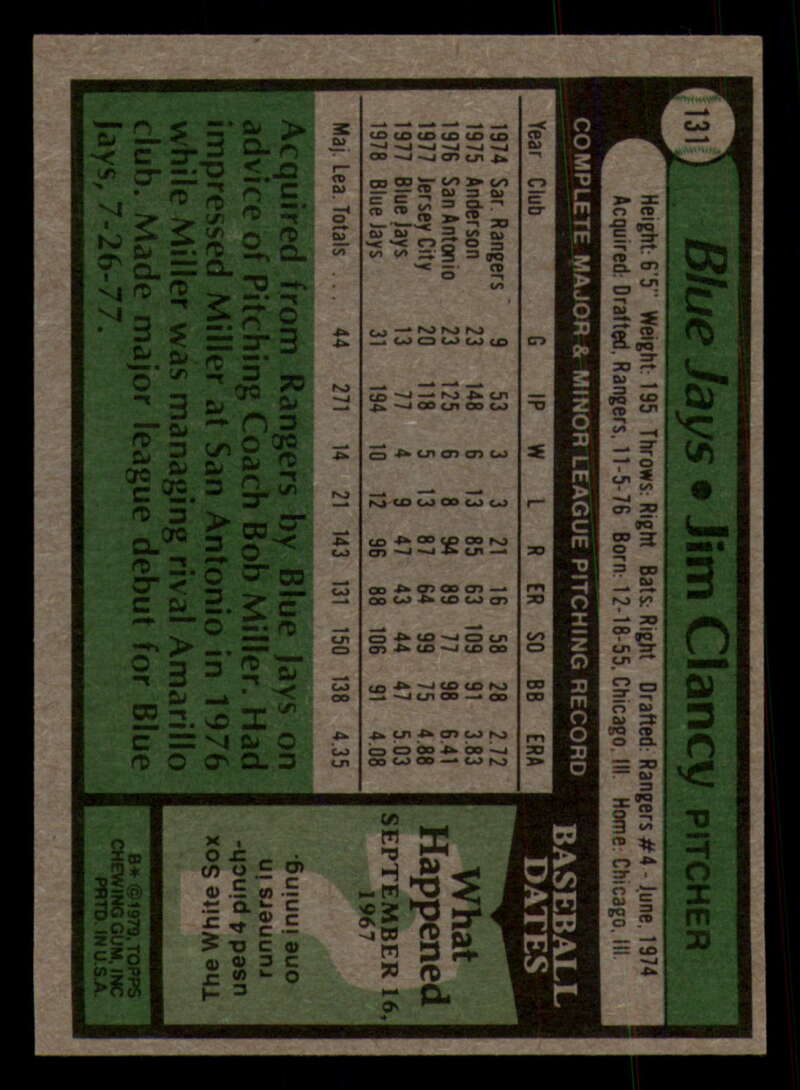 131
Blue Jays • Jim Clancy PITCHER
Height: 6'5" Weight: 195 Throws: Right Bats: Right Drafted: Rangers #4 - June, 1974
Acquired: Drafted, Rangers, 11-5-76 Born: 12-18-55, Chicago, Ill. Home: Chicago, Ill.
COMPLETE MAJOR & MINOR LEAGUE PITCHING RECORD
Year Club G IP W L R ER SO BB ERA
1974 Sar. Rangers 9 53 3 3 21 16 58 28 2.72
1975 Anderson 23 148 6 13 85 63 109 91 3.83
1976 San Antonio 23 125 6 8 94 89 77 98 6.41
1977 Jersey City 20 118 5 13 87 64 99 75 4.88
1977 Blue Jays 13 77 4 9 47 43 44 47 5.03
1978 Blue Jays 31 194 10 12 96 88 106 91 4.08
Maj. Lea. Totals . . . 44 271 14 21 143 131 150 138 4.35
Acquired from Rangers by Blue Jays on
advice of Pitching Coach Bob Miller. Had
impressed Miller at San Antonio in 1976
while Miller was managing rival Amarillo
club. Made major league debut for Blue
Jays, 7-26-77.
BASEBALL
DATES
What
Happened
SEPTEMBER 16,
1967
The White Sox
used 4 pinch-
runners in
one inning.
B* ©1979 TOPPS
CHEWING GUM, INC
PRTD. IN U.S.A.